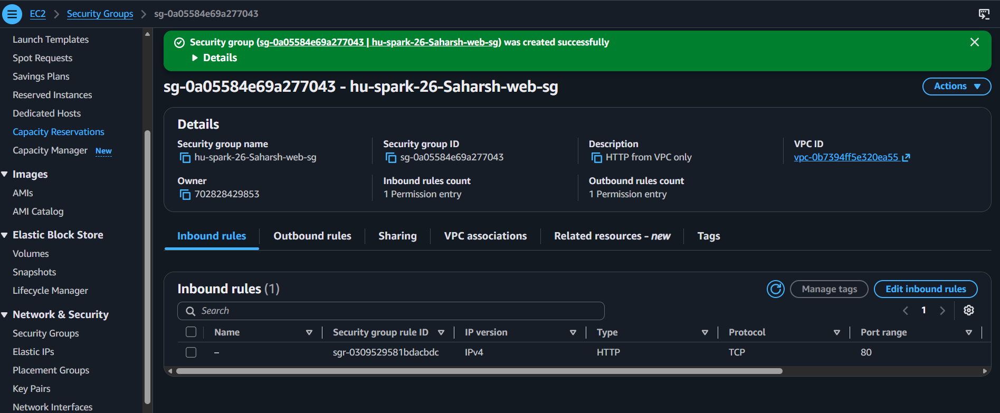 EC2 > Security Groups > sg-0a05584e69a277043
Launch Templates
Spot Requests
Savings Plans
Reserved Instances
Dedicated Hosts
Capacity Reservations
Capacity Manager New
Images
AMIs
AMI Catalog
Elastic Block Store
Volumes
Snapshots
Lifecycle Manager
Network & Security
Security Groups
Elastic IPs
Placement Groups
Key Pairs
Network Interfaces
Security group (sg-0a05584e69a277043 | hu-spark-26-Saharsh-web-sg) was created successfully
Details
sg-0a05584e69a277043 - hu-spark-26-Saharsh-web-sg
Actions
Details
Security group name Security group ID Description VPC ID
hu-spark-26-Saharsh-web-sg sg-0a05584e69a277043 HTTP from VPC only vpc-0b7394ff5e320ea55
Owner Inbound rules count Outbound rules count
702828429853 1 Permission entry 1 Permission entry
Inbound rules Outbound rules Sharing VPC associations Related resources - new Tags
Inbound rules (1) Manage tags Edit inbound rules
Search 1
Name Security group rule ID IP version Type Protocol Port range
– sgr-0309529581bdacbdc IPv4 HTTP TCP 80